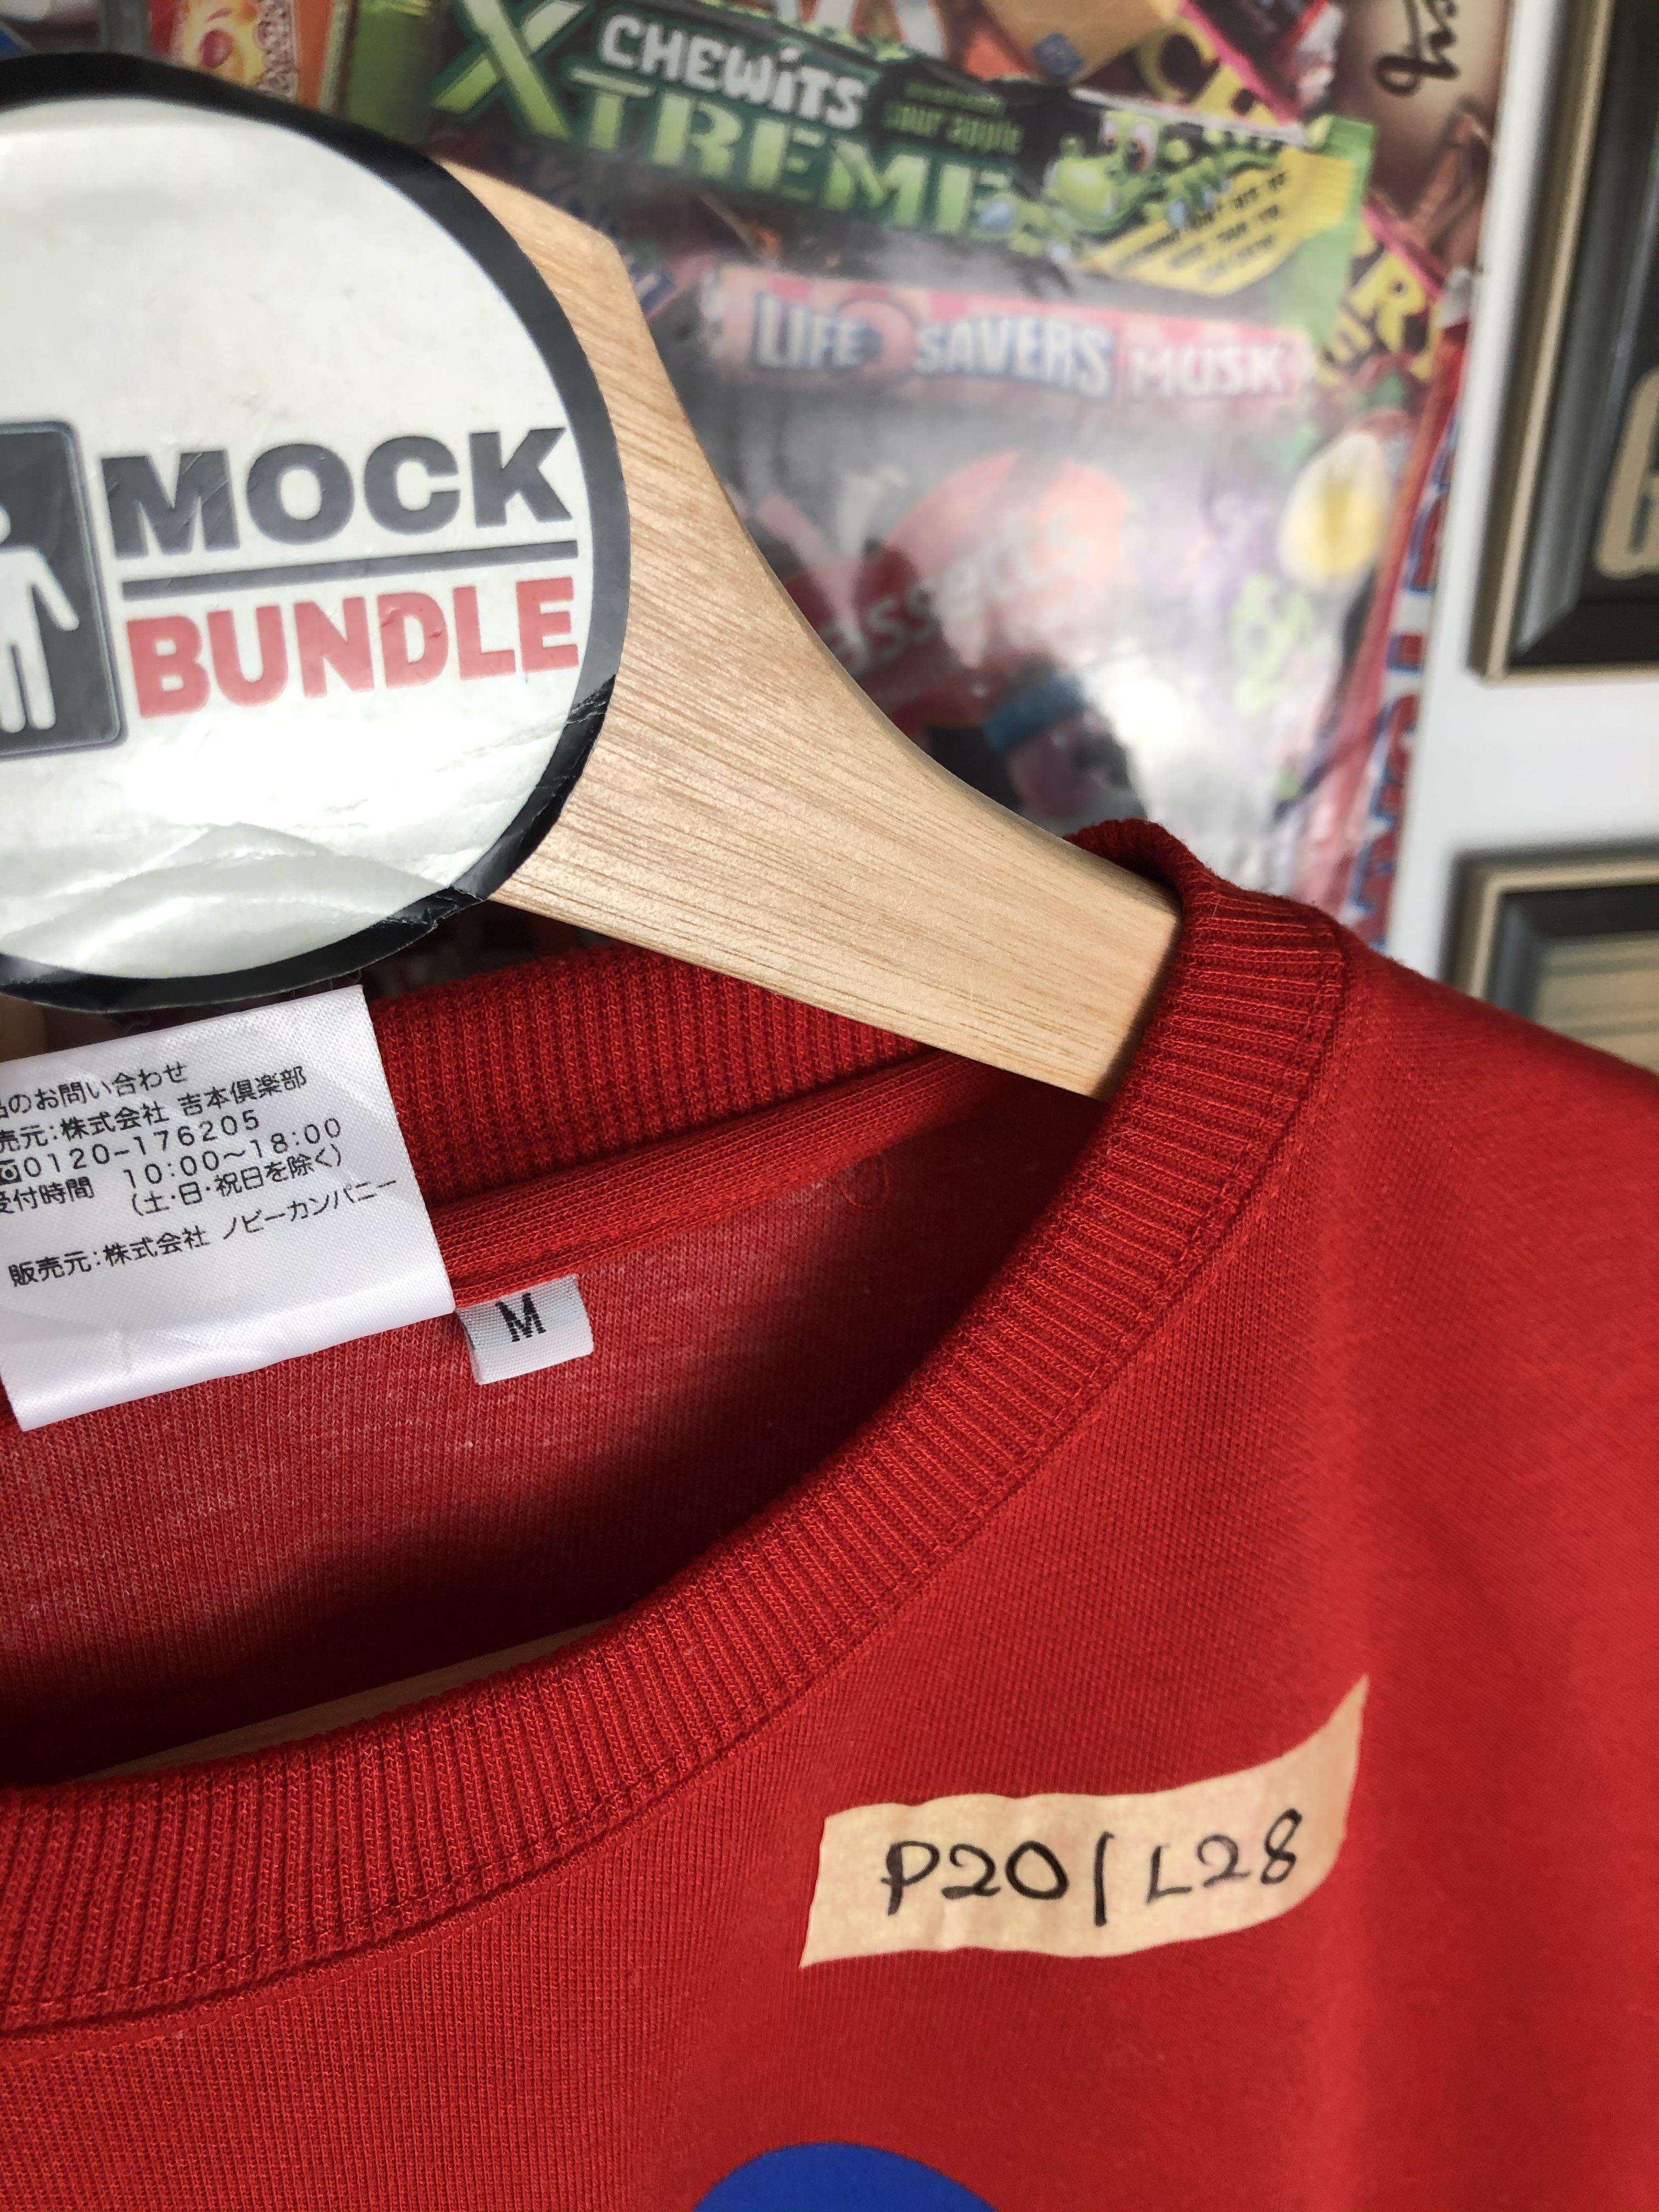 CHEWITS
XTREME
sour apple
LIFE SAVERS MUSK
MOCK
BUNDLE
品のお問い合わせ
売元:株式会社 吉本倶楽部
0120-176205
受付時間 10:00～18:00
(土・日・祝日を除く)
販売元:株式会社 ノビーカンパニー
M
P20/L28